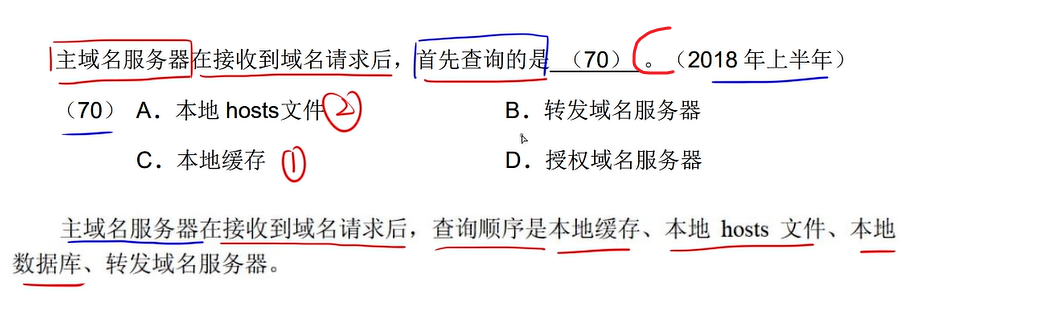 主域名服务器在接收到域名请求后，首先查询的是 （70） 。（2018 年上半年）
（70） A．本地 hosts文件 ② B．转发域名服务器
C．本地缓存 ① D．授权域名服务器
主域名服务器在接收到域名请求后，查询顺序是本地缓存、本地 hosts 文件、本地
数据库、转发域名服务器。